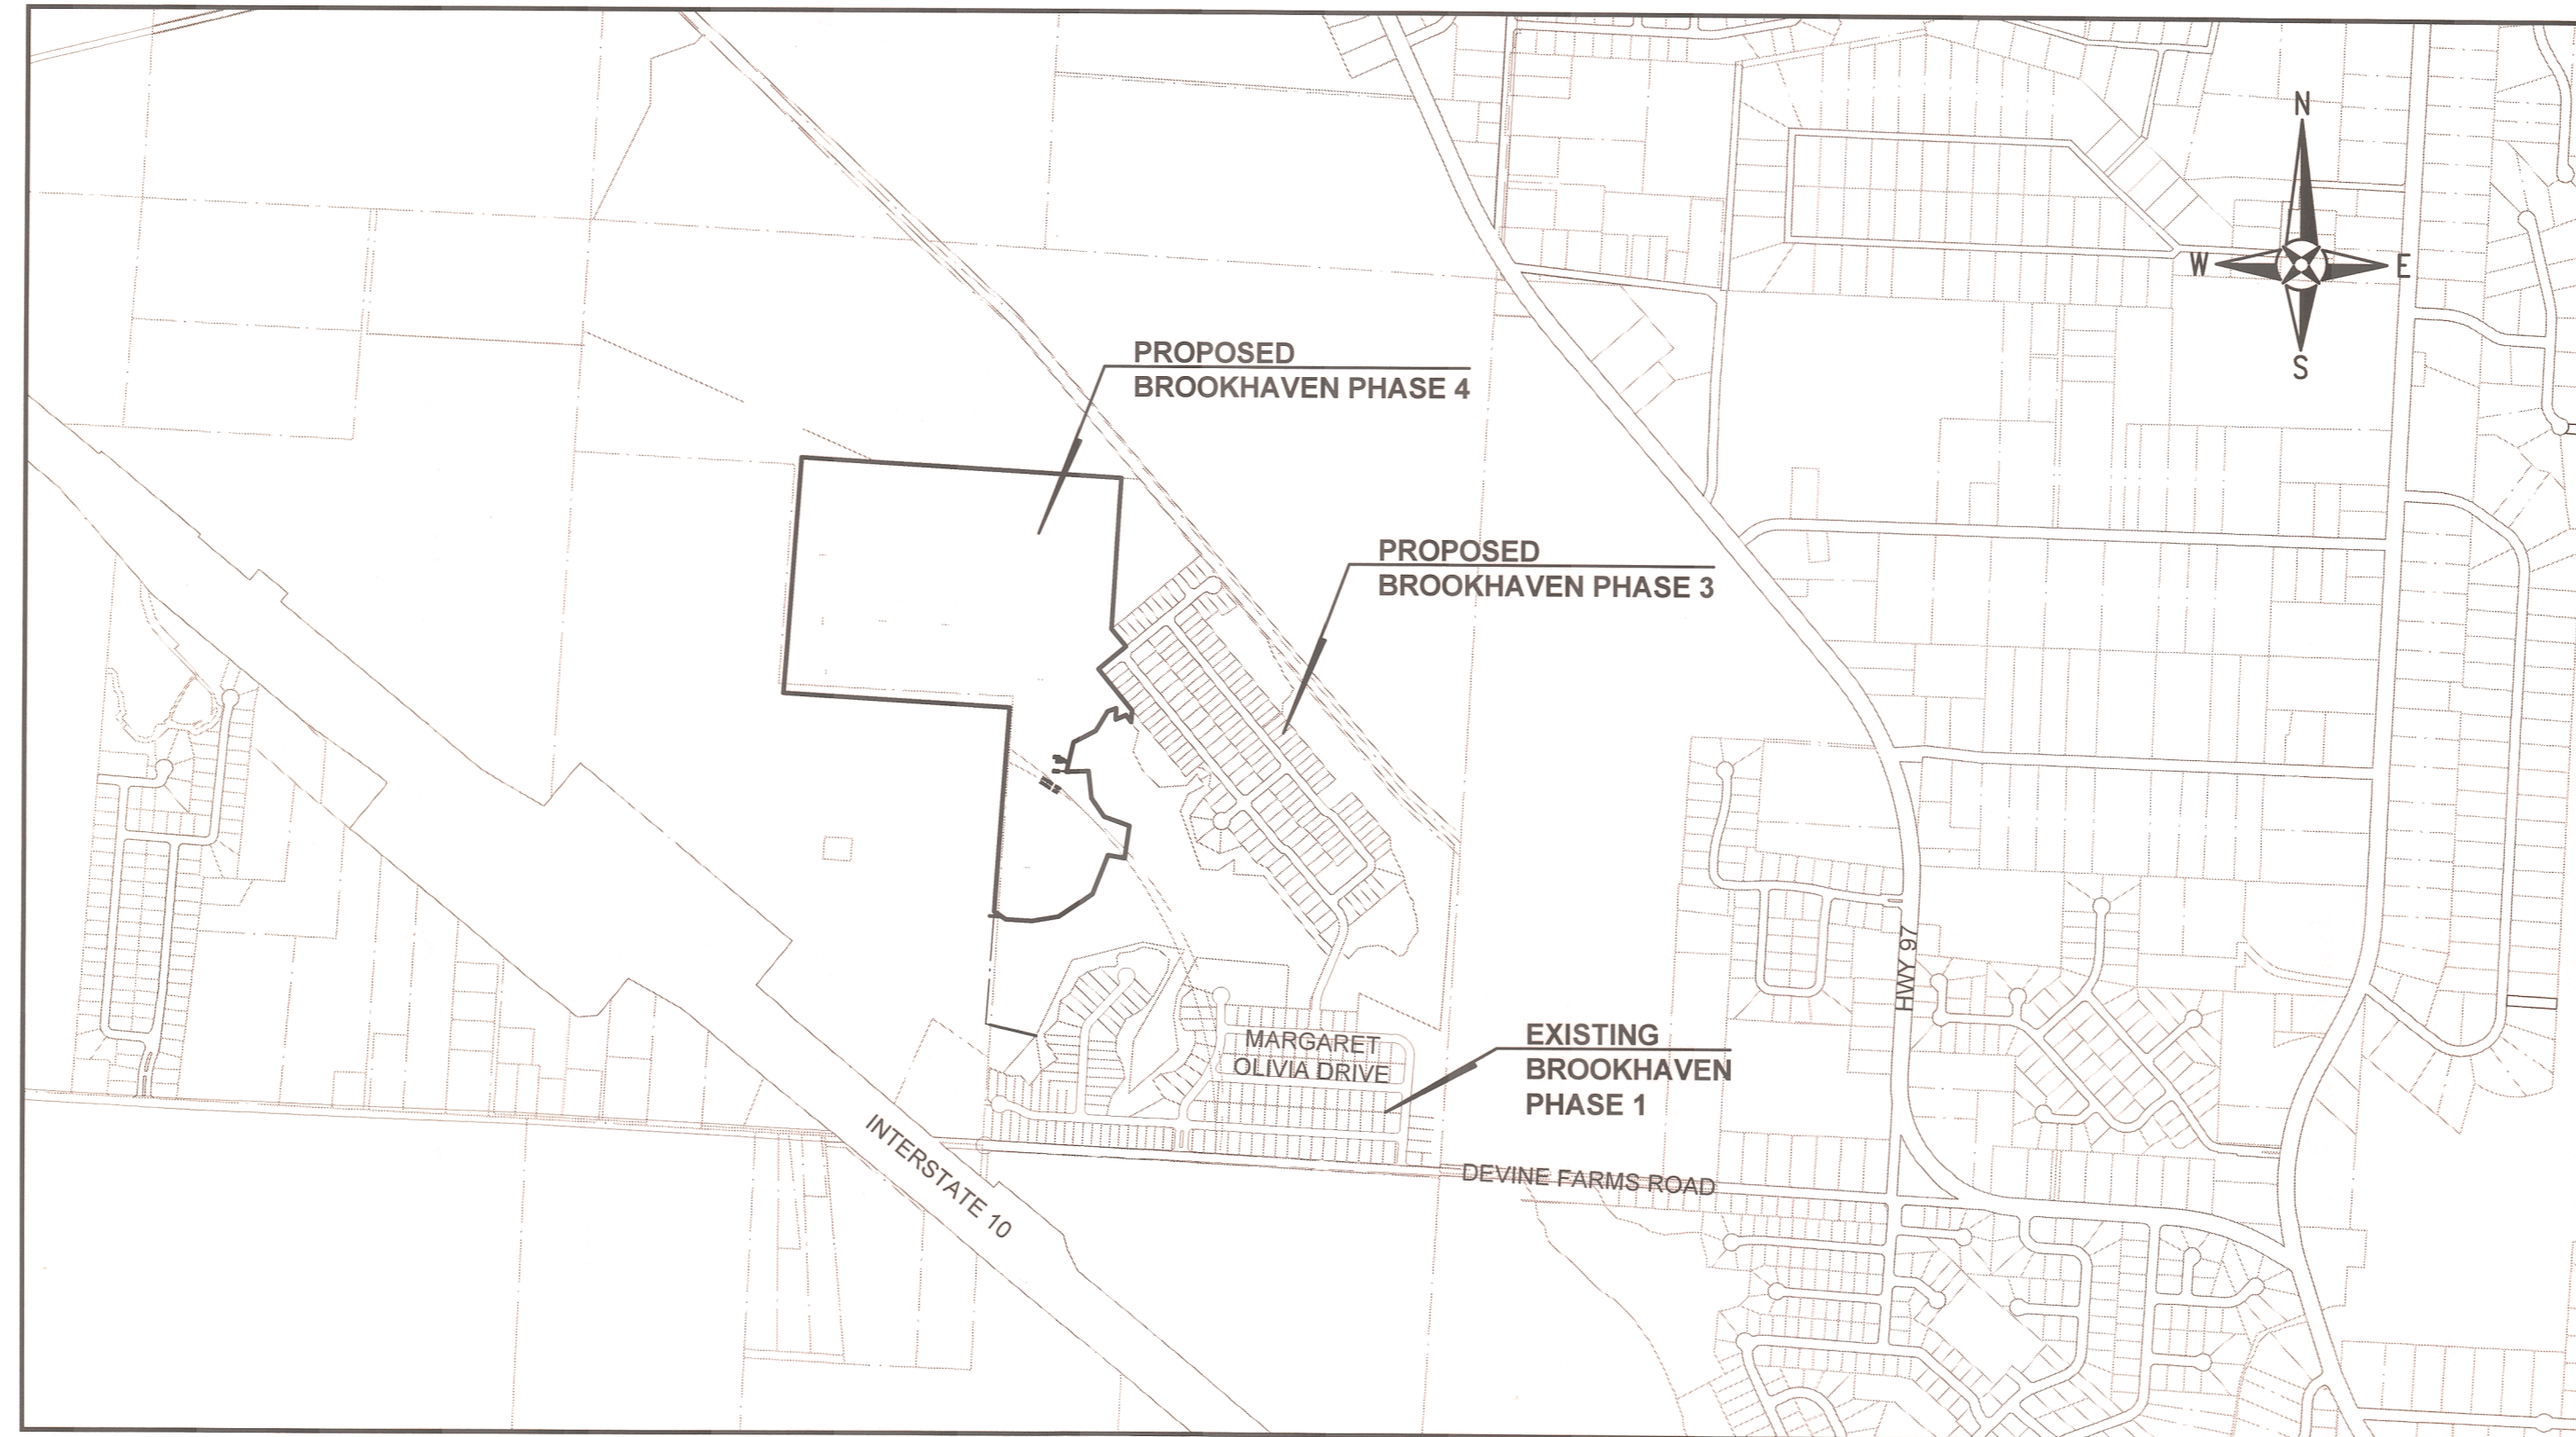 N
W E
S
PROPOSED
BROOKHAVEN PHASE 4
PROPOSED
BROOKHAVEN PHASE 3
HWY 97
MARGARET
OLIVIA DRIVE
EXISTING
BROOKHAVEN
PHASE 1
INTERSTATE 10
DEVINE FARMS ROAD